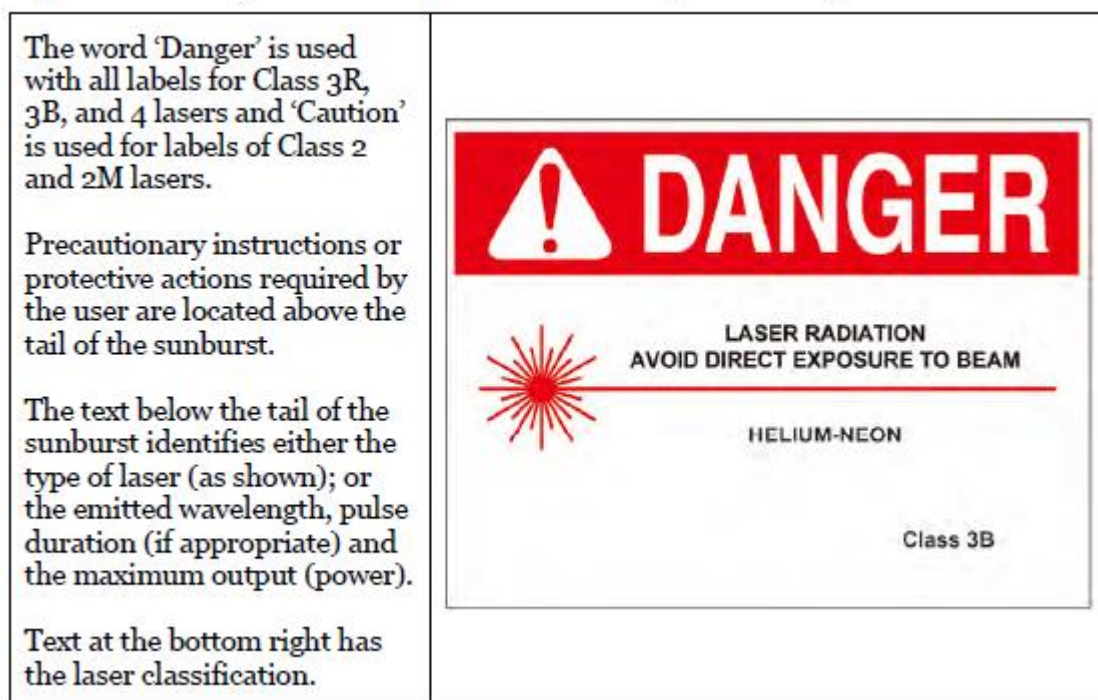 The word ‘Danger’ is used
with all labels for Class 3R,
3B, and 4 lasers and ‘Caution’
is used for labels of Class 2
and 2M lasers.
Precautionary instructions or
protective actions required by
the user are located above the
tail of the sunburst.
The text below the tail of the
sunburst identifies either the
type of laser (as shown); or
the emitted wavelength, pulse
duration (if appropriate) and
the maximum output (power).
Text at the bottom right has
the laser classification.
DANGER
LASER RADIATION
AVOID DIRECT EXPOSURE TO BEAM
HELIUM-NEON
Class 3B